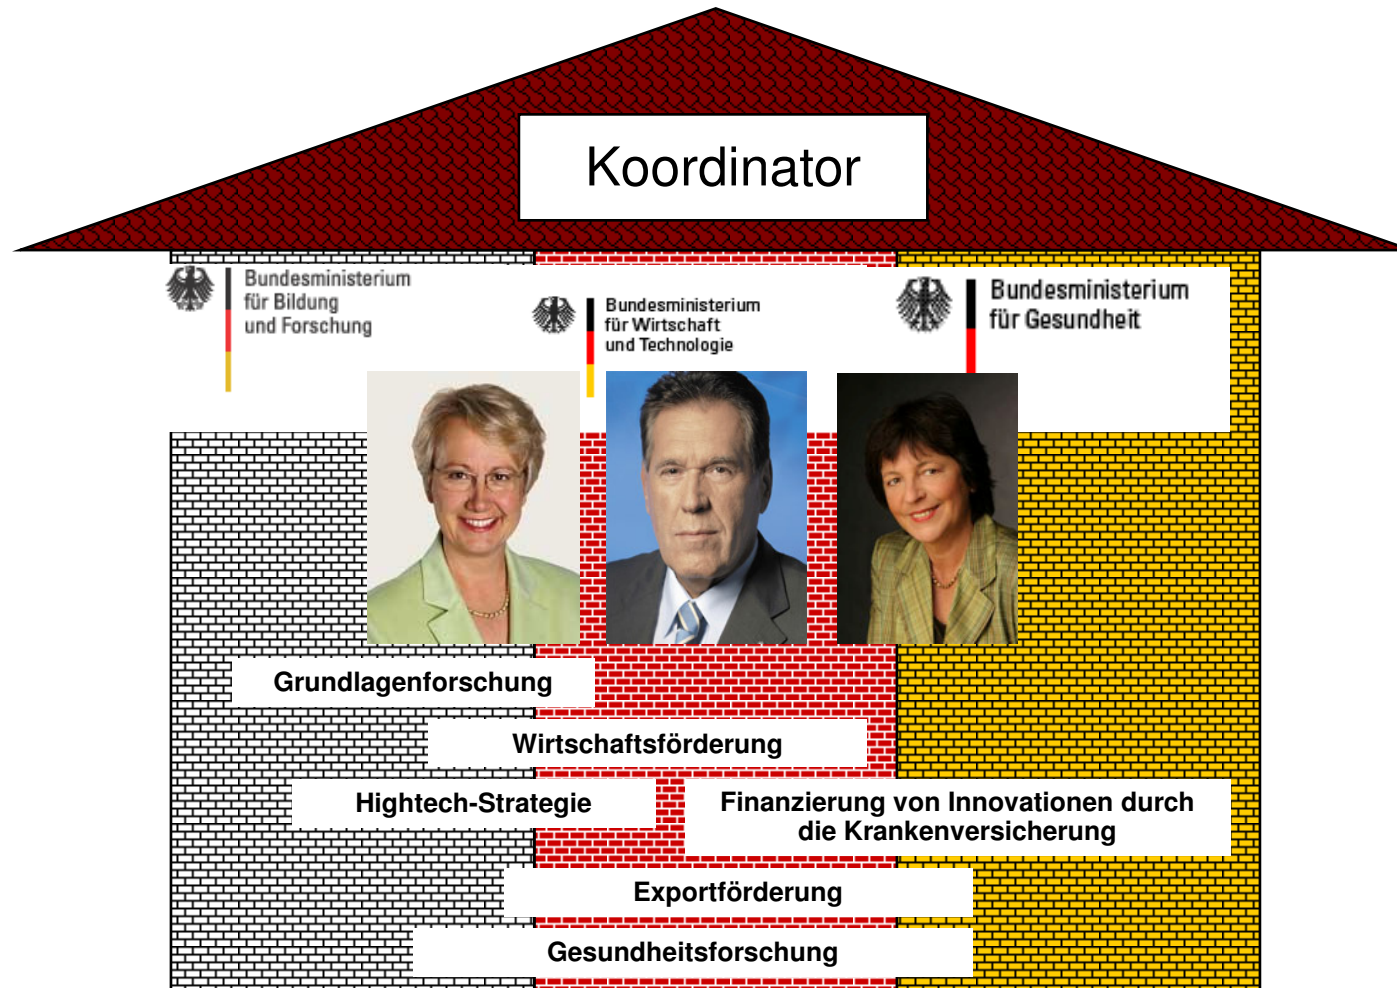 Koordinator
Bundesministerium
für Bildung
und Forschung
Bundesministerium
für Wirtschaft
und Technologie
Bundesministerium
für Gesundheit
Grundlagenforschung
Wirtschaftsförderung
Hightech-Strategie
Finanzierung von Innovationen durch
die Krankenversicherung
Exportförderung
Gesundheitsforschung